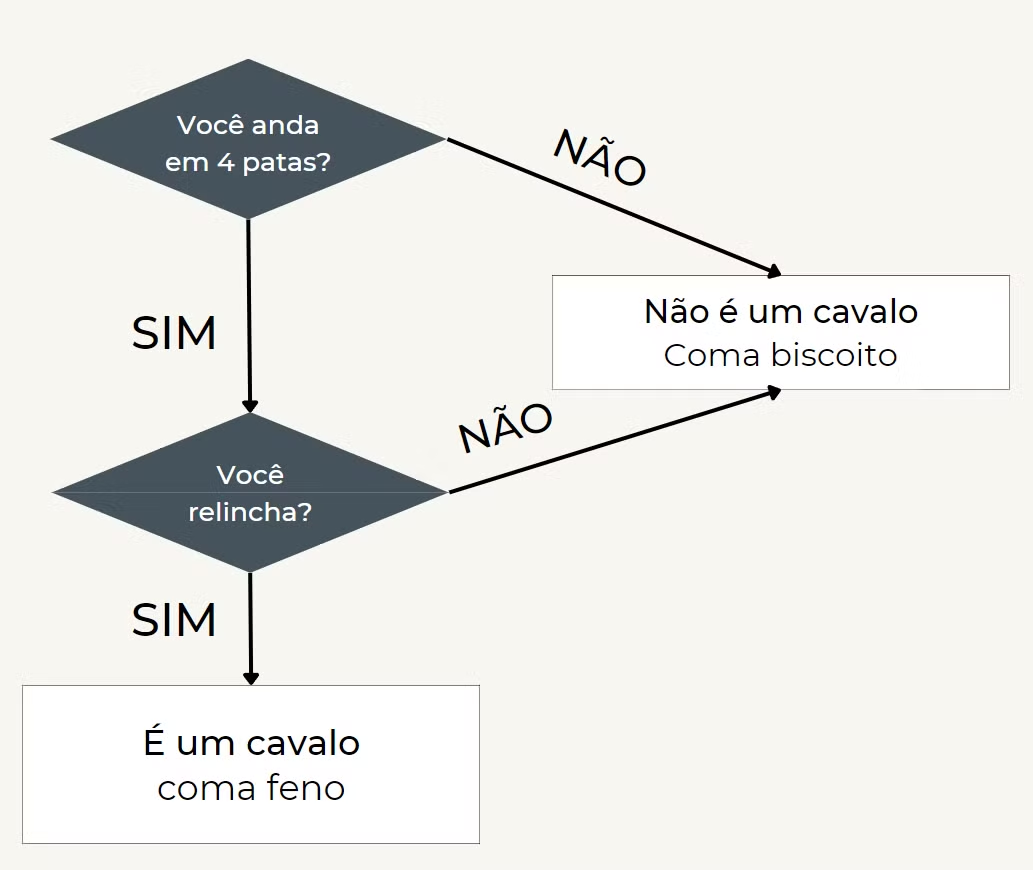 Você anda
em 4 patas?
NÃO
Não é um cavalo
Coma biscoito
SIM
NÃO
Você
relincha?
SIM
É um cavalo
coma feno